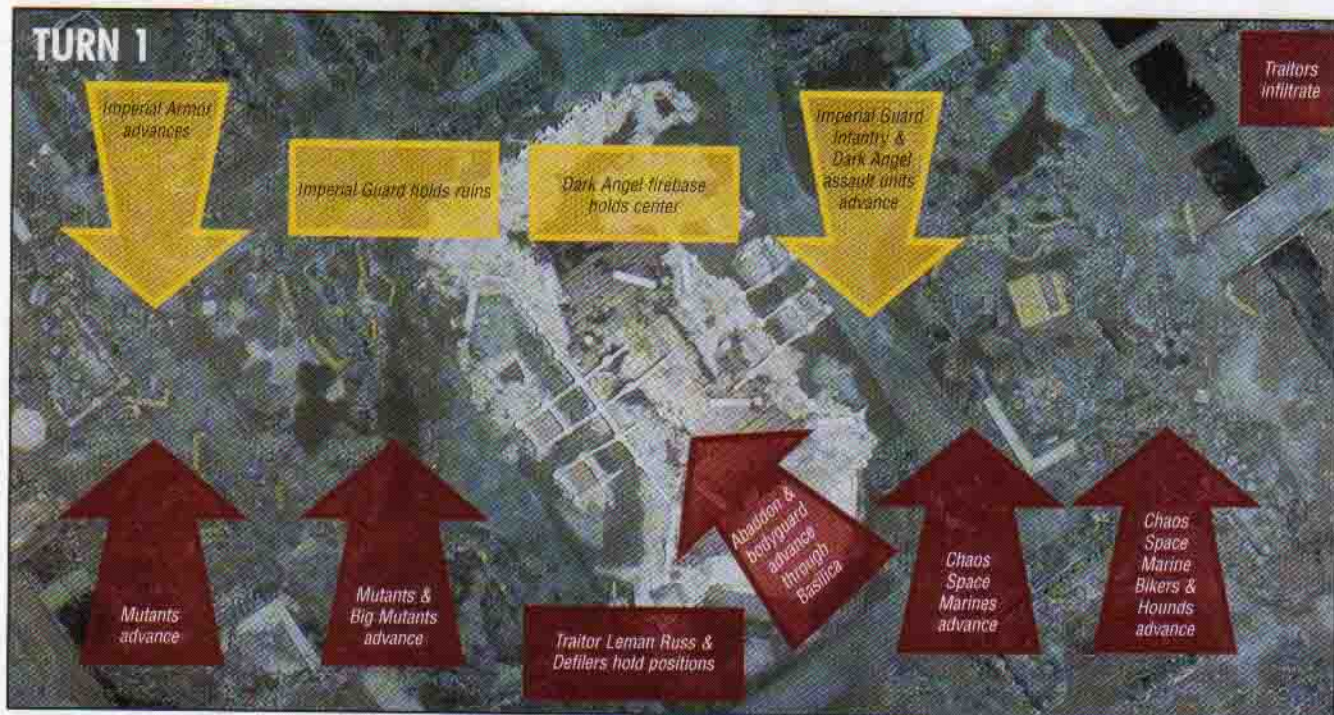 TURN 1
Imperial Armor
advances
Imperial Guard holds ruins
Dark Angel firebase
holds center
Imperial Guard
Infantry &
Dark Angel
assault units
advance
Traitors
infiltrate
Mutants
advance
Mutants &
Big Mutants
advance
Traitor Leman Russ &
Defilers hold positions
Abaddon &
bodyguard
advance
through
Basilica
Chaos
Space
Marines
advance
Chaos
Space
Marine
Bikers &
Hounds
advance